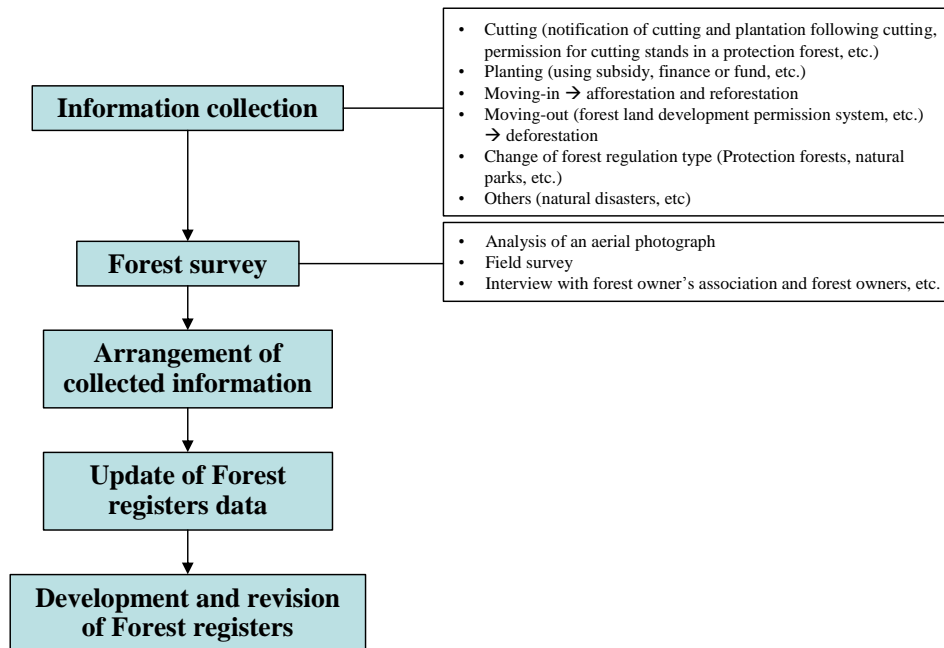 • Cutting (notification of cutting and plantation following cutting,
permission for cutting stands in a protection forest, etc.)
• Planting (using subsidy, finance or fund, etc.)
• Moving-in → afforestation and reforestation
• Moving-out (forest land development permission system, etc.)
→ deforestation
• Change of forest regulation type (Protection forests, natural
parks, etc.)
• Others (natural disasters, etc)
Information collection
• Analysis of an aerial photograph
• Field survey
• Interview with forest owner’s association and forest owners, etc.
Forest survey
Arrangement of
collected information
Update of Forest
registers data
Development and revision
of Forest registers